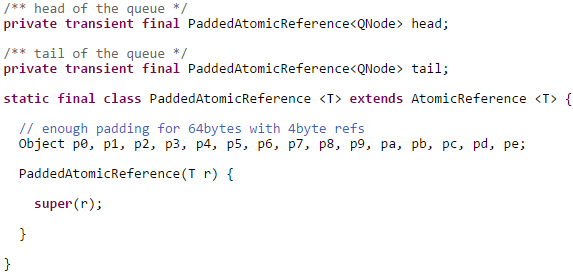 /** head of the queue */
private transient final PaddedAtomicReference<QNode> head;
/** tail of the queue */
private transient final PaddedAtomicReference<QNode> tail;
static final class PaddedAtomicReference <T> extends AtomicReference <T> {
// enough padding for 64bytes with 4byte refs
Object p0, p1, p2, p3, p4, p5, p6, p7, p8, p9, pa, pb, pc, pd, pe;
PaddedAtomicReference(T r) {
super(r);
}
}